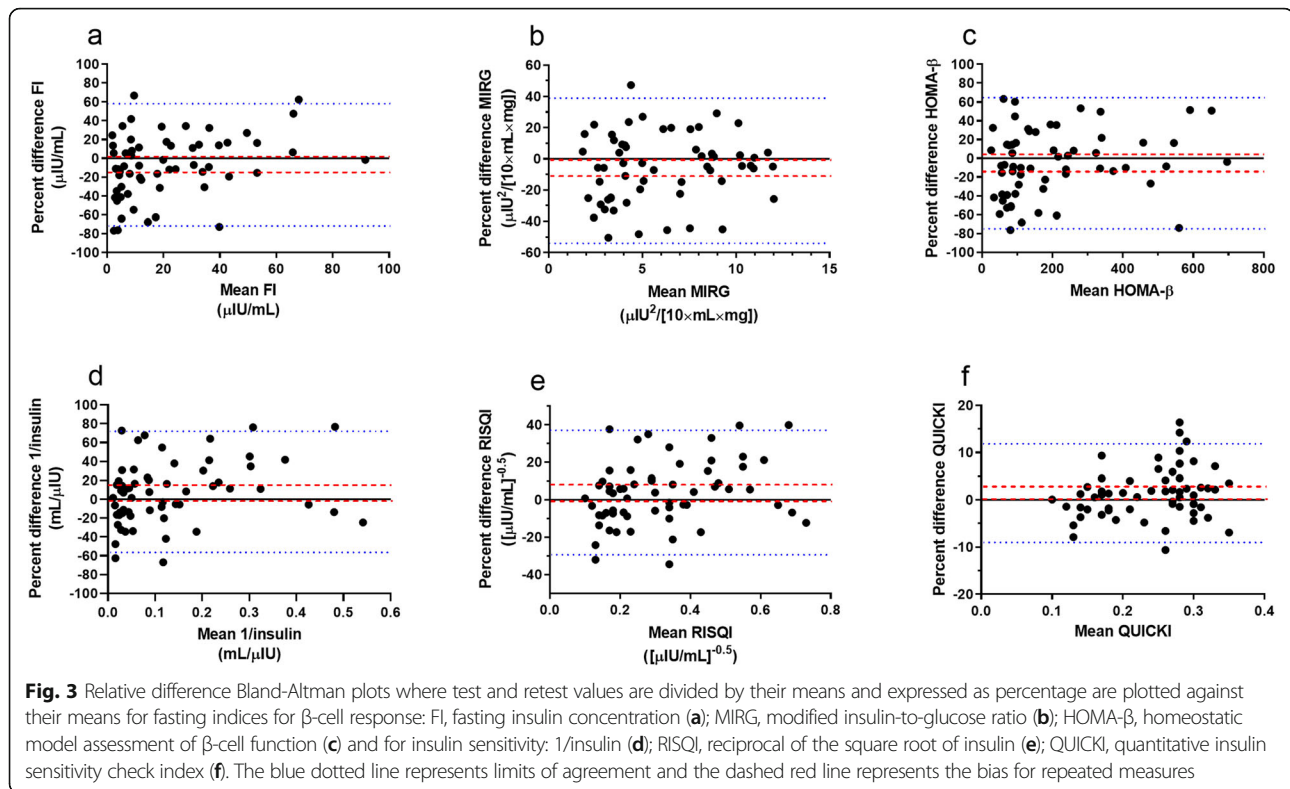 a
Percent difference FI
(µIU/mL)
100
80
60
40
20
0
-20
-40
-60
-80
-100
0 20 40 60 80 100
Mean FI
(µIU/mL)
b
Percent difference MIRG
(µIU²/[10×mL×mg])
60
40
20
0
-20
-40
-60
0 5 10 15
Mean MIRG
(µIU²/[10×mL×mg])
c
Percent difference HOMA-β
100
80
60
40
20
0
-20
-40
-60
-80
-100
0 200 400 600 800
Mean HOMA-β
d
Percent difference 1/insulin
(mL/µIU)
100
80
60
40
20
0
-20
-40
-60
-80
-100
0.0 0.1 0.2 0.3 0.4 0.5 0.6
Mean 1/insulin
(mL/µIU)
e
Percent difference RISQI
([µIU/mL]-0.5)
40
20
0
-20
-40
0.0 0.2 0.4 0.6 0.8
Mean RISQI
([µIU/mL]-0.5)
f
Percent difference QUICKI
20
10
0
-10
-20
0.0 0.1 0.2 0.3 0.4
Mean QUICKI
Fig. 3 Relative difference Bland-Altman plots where test and retest values are divided by their means and expressed as percentage are plotted against
their means for fasting indices for β-cell response: FI, fasting insulin concentration (a); MIRG, modified insulin-to-glucose ratio (b); HOMA-β, homeostatic
model assessment of β-cell function (c) and for insulin sensitivity: 1/insulin (d); RISQI, reciprocal of the square root of insulin (e); QUICKI, quantitative insulin
sensitivity check index (f). The blue dotted line represents limits of agreement and the dashed red line represents the bias for repeated measures